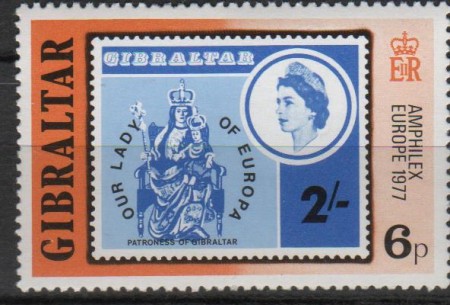 GIBRALTAR
GIBRALTAR
OUR LADY OF EUROPA
PATRONESS OF GIBRALTAR
2/-
EIIR
AMPHILEX
EUROPE 1977
6p